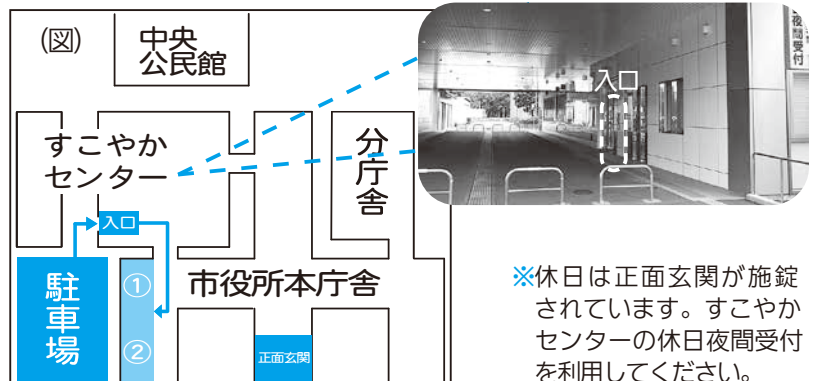 (図)
中央
公民館
すこやか
センター
分庁舎
入口
駐車場
①
②
市役所本庁舎
正面玄関
入口
夜間受付
※休日は正面玄関が施錠
されています。すこやか
センターの休日夜間受付
を利用してください。